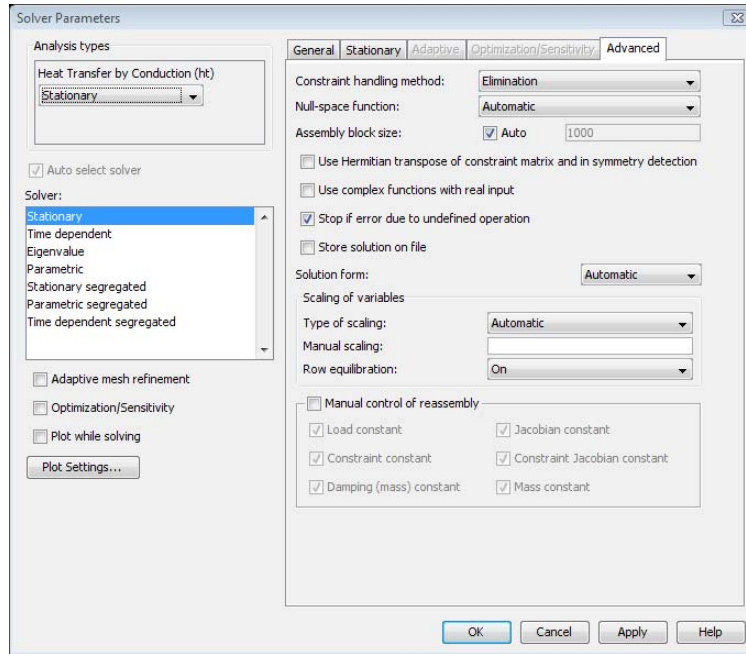 Solver Parameters
Analysis types
Heat Transfer by Conduction (ht)
Stationary
Auto select solver
Solver:
Stationary
Time dependent
Eigenvalue
Parametric
Stationary segregated
Parametric segregated
Time dependent segregated
Adaptive mesh refinement
Optimization/Sensitivity
Plot while solving
Plot Settings...
General Stationary Adaptive Optimization/Sensitivity Advanced
Constraint handling method: Elimination
Null-space function: Automatic
Assembly block size: Auto 1000
Use Hermitian transpose of constraint matrix and in symmetry detection
Use complex functions with real input
Stop if error due to undefined operation
Store solution on file
Solution form: Automatic
Scaling of variables
Type of scaling: Automatic
Manual scaling:
Row equilibration: On
Manual control of reassembly
Load constant Jacobian constant
Constraint constant Constraint Jacobian constant
Damping (mass) constant Mass constant
OK Cancel Apply Help